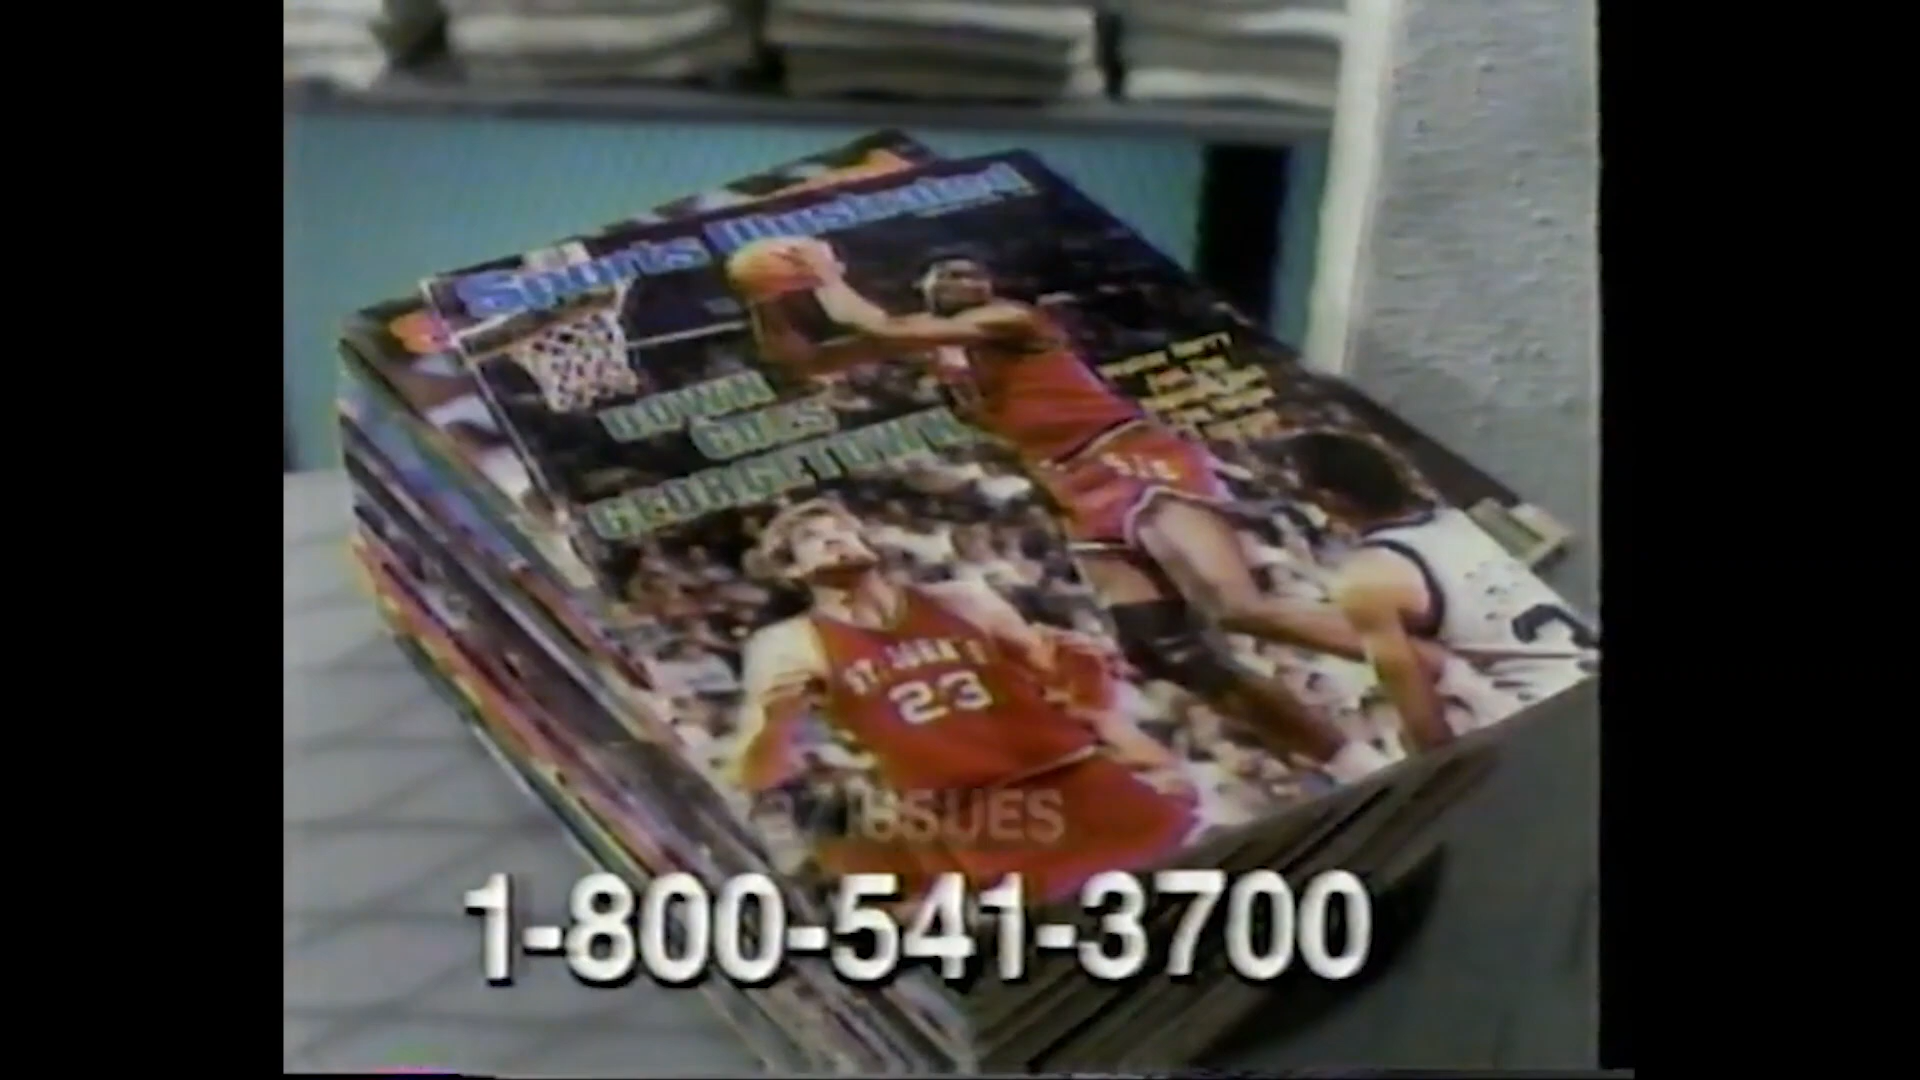 Sports Illustrated
DOWN
GOES
GEORGETOWN
ST. JOHN'S
23
ISSUES
1-800-541-3700